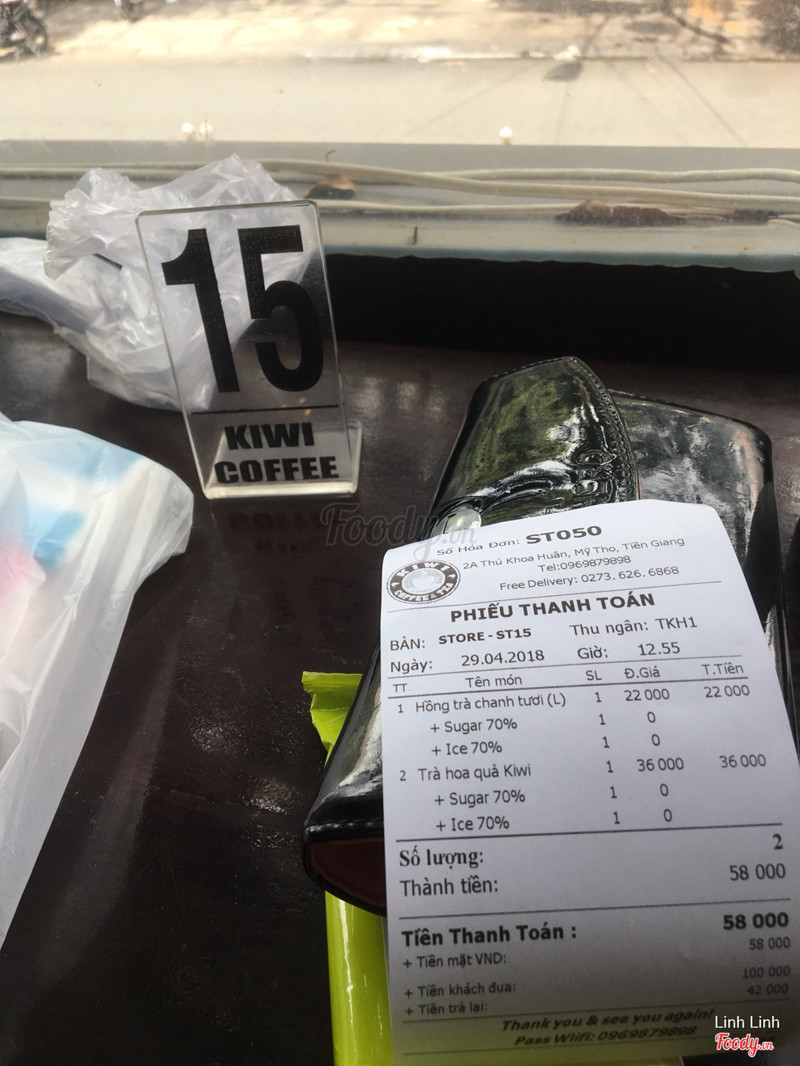 15
KIWI
COFFEE
Foody.vn
Số Hóa Đơn: ST050
2A Thủ Khoa Huân, Mỹ Tho, Tiền Giang
Tel:0969879898
Free Delivery: 0273. 626. 6868
KIWI
COFFEE & TEA
PHIẾU THANH TOÁN
BÀN: STORE - ST15 Thu ngân: TKH1
Ngày: 29.04.2018 Giờ: 12.55
TT Tên món SL Đ.Giá T.Tiền
1 Hồng trà chanh tươi (L) 1 22 000 22 000
+ Sugar 70% 1 0
+ Ice 70% 1 0
2 Trà hoa quả Kiwi 1 36 000 36 000
+ Sugar 70% 1 0
+ Ice 70% 1 0
Số lượng: 2
Thành tiền: 58 000
Tiền Thanh Toán : 58 000
+ Tiền mặt VND: 58 000
+ Tiền khách đưa: 100 000
+ Tiền trả lại: 42 000
Thank you & see you again!
Pass Wiifi: 0969879898
Linh Linh
Foody.vn